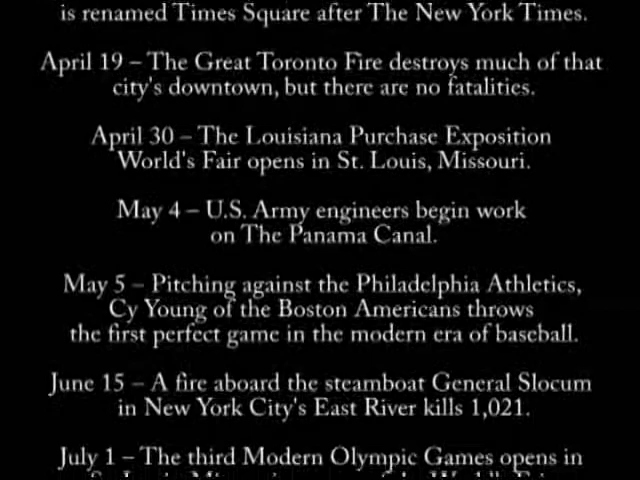 is renamed Times Square after The New York Times.
April 19 – The Great Toronto Fire destroys much of that
city's downtown, but there are no fatalities.
April 30 – The Louisiana Purchase Exposition
World's Fair opens in St. Louis, Missouri.
May 4 – U.S. Army engineers begin work
on The Panama Canal.
May 5 – Pitching against the Philadelphia Athletics,
Cy Young of the Boston Americans throws
the first perfect game in the modern era of baseball.
June 15 – A fire aboard the steamboat General Slocum
in New York City's East River kills 1,021.
July 1 – The third Modern Olympic Games opens in